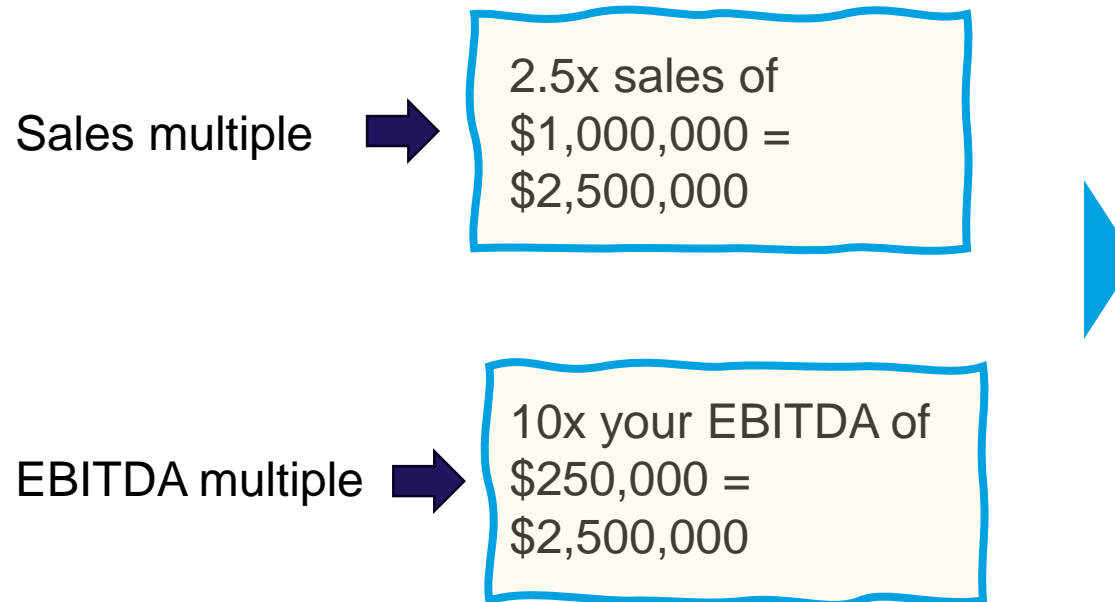 Sales multiple
2.5x sales of
$1,000,000 =
$2,500,000
EBITDA multiple
10x your EBITDA of
$250,000 =
$2,500,000